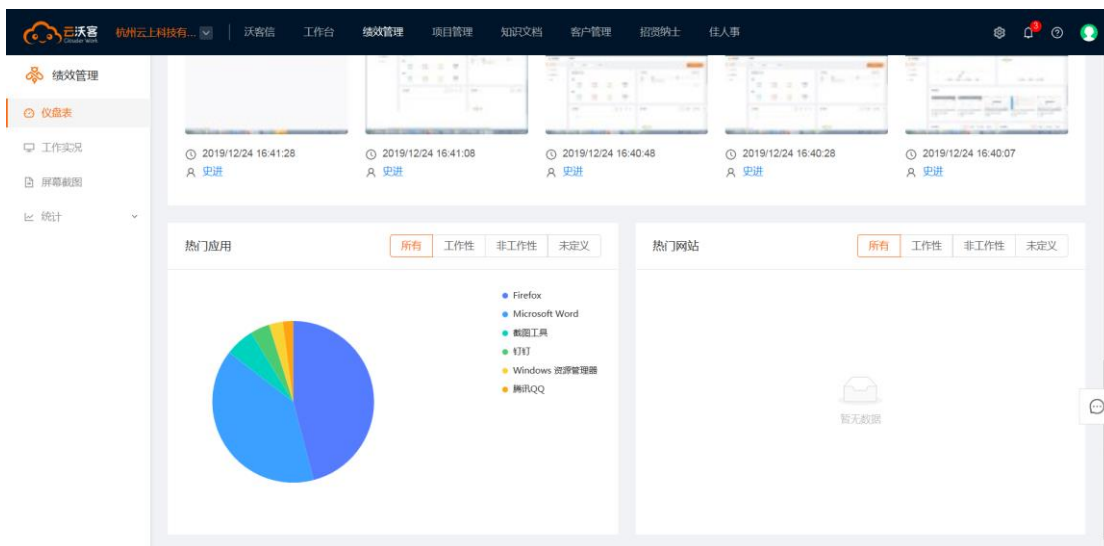 云沃客 杭州云上科技有... 沃客信 工作台 绩效管理 项目管理 知识文档 客户管理 招贤纳士 佳人事 3
Clouder Work
绩效管理
仪盘表
工作实况
屏幕截图
统计
2019/12/24 16:41:28 2019/12/24 16:41:08 2019/12/24 16:40:48 2019/12/24 16:40:28 2019/12/24 16:40:07
史进 史进 史进 史进 史进
热门应用 所有 工作性 非工作性 未定义 热门网站 所有 工作性 非工作性 未定义
Firefox
Microsoft Word
截图工具
钉钉
Windows 资源管理器
腾讯QQ
暂无数据